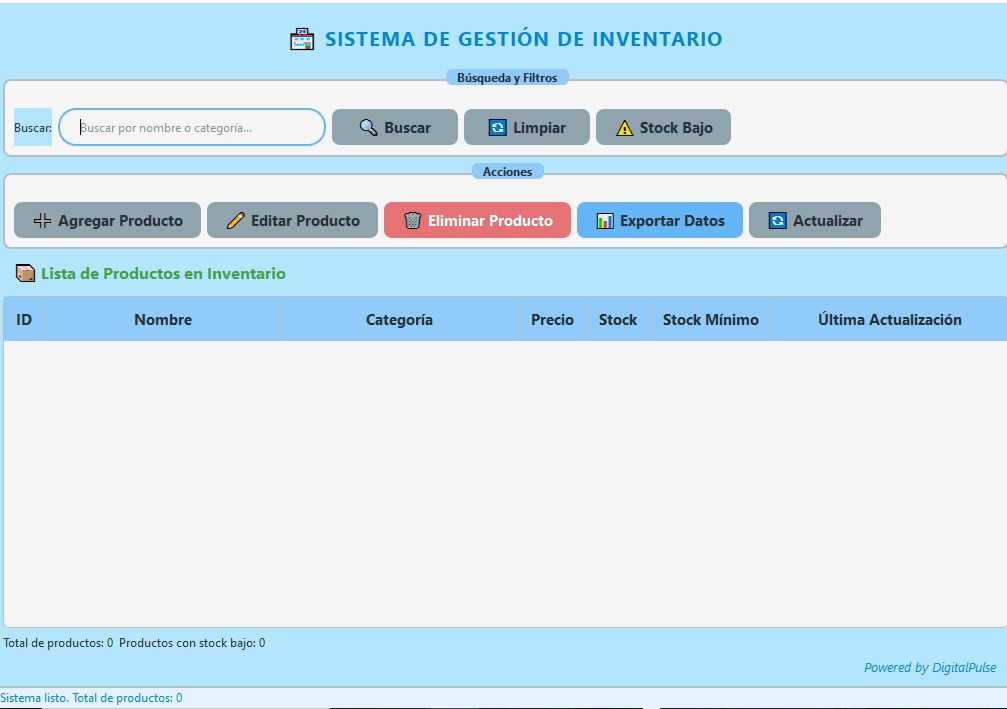 SISTEMA DE GESTIÓN DE INVENTARIO
Búsqueda y Filtros
Buscar: Buscar por nombre o categoría... Buscar Limpiar Stock Bajo
Acciones
Agregar Producto Editar Producto Eliminar Producto Exportar Datos Actualizar
Lista de Productos en Inventario
ID Nombre Categoría Precio Stock Stock Mínimo Última Actualización
Total de productos: 0 Productos con stock bajo: 0
Powered by DigitalPulse
Sistema listo. Total de productos: 0